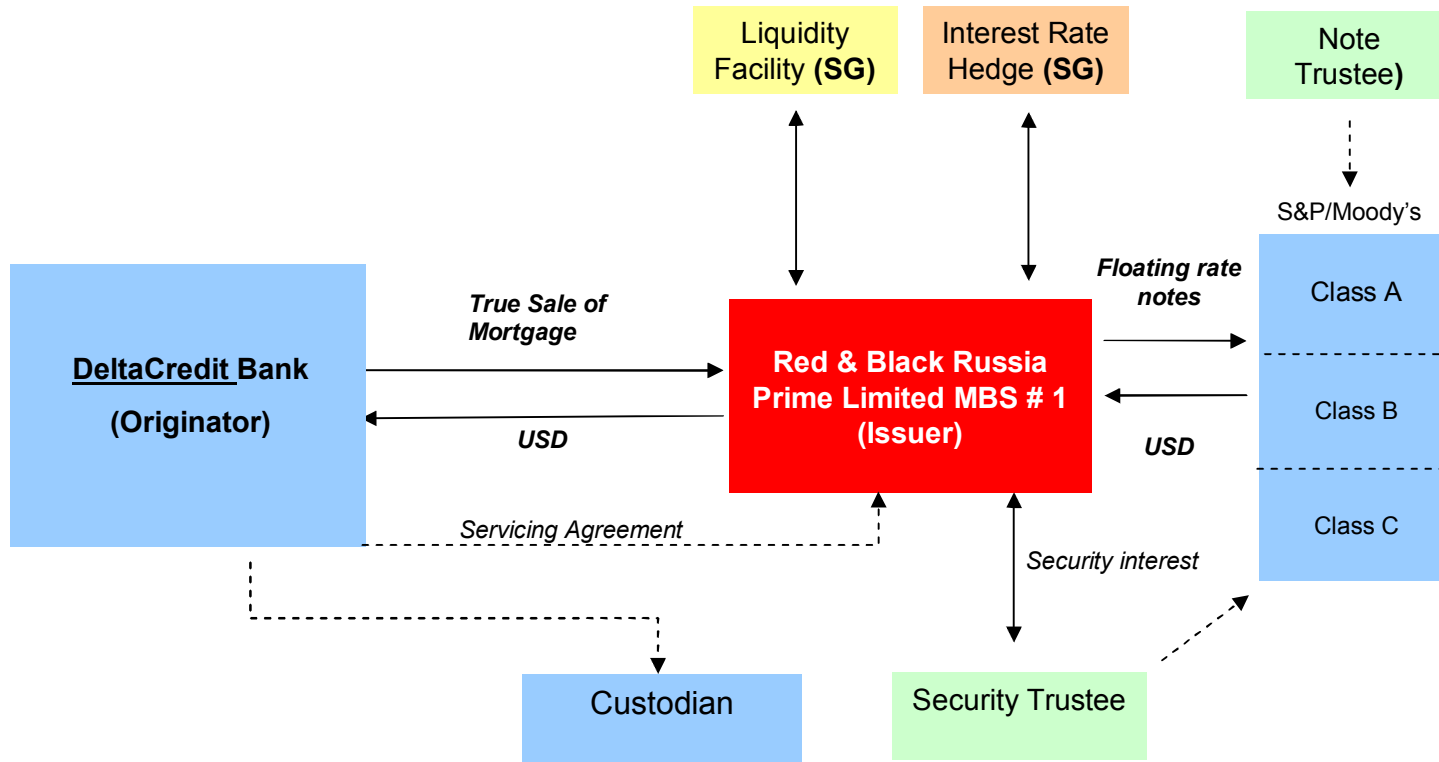 Liquidity
Facility (SG)
Interest Rate
Hedge (SG)
Note
Trustee)
S&P/Moody's
Floating rate
notes
Class A
True Sale of
Mortgage
DeltaCredit Bank
(Originator)
Red & Black Russia
Prime Limited MBS # 1
(Issuer)
USD
USD
Class B
Servicing Agreement
Class C
Security interest
Custodian
Security Trustee